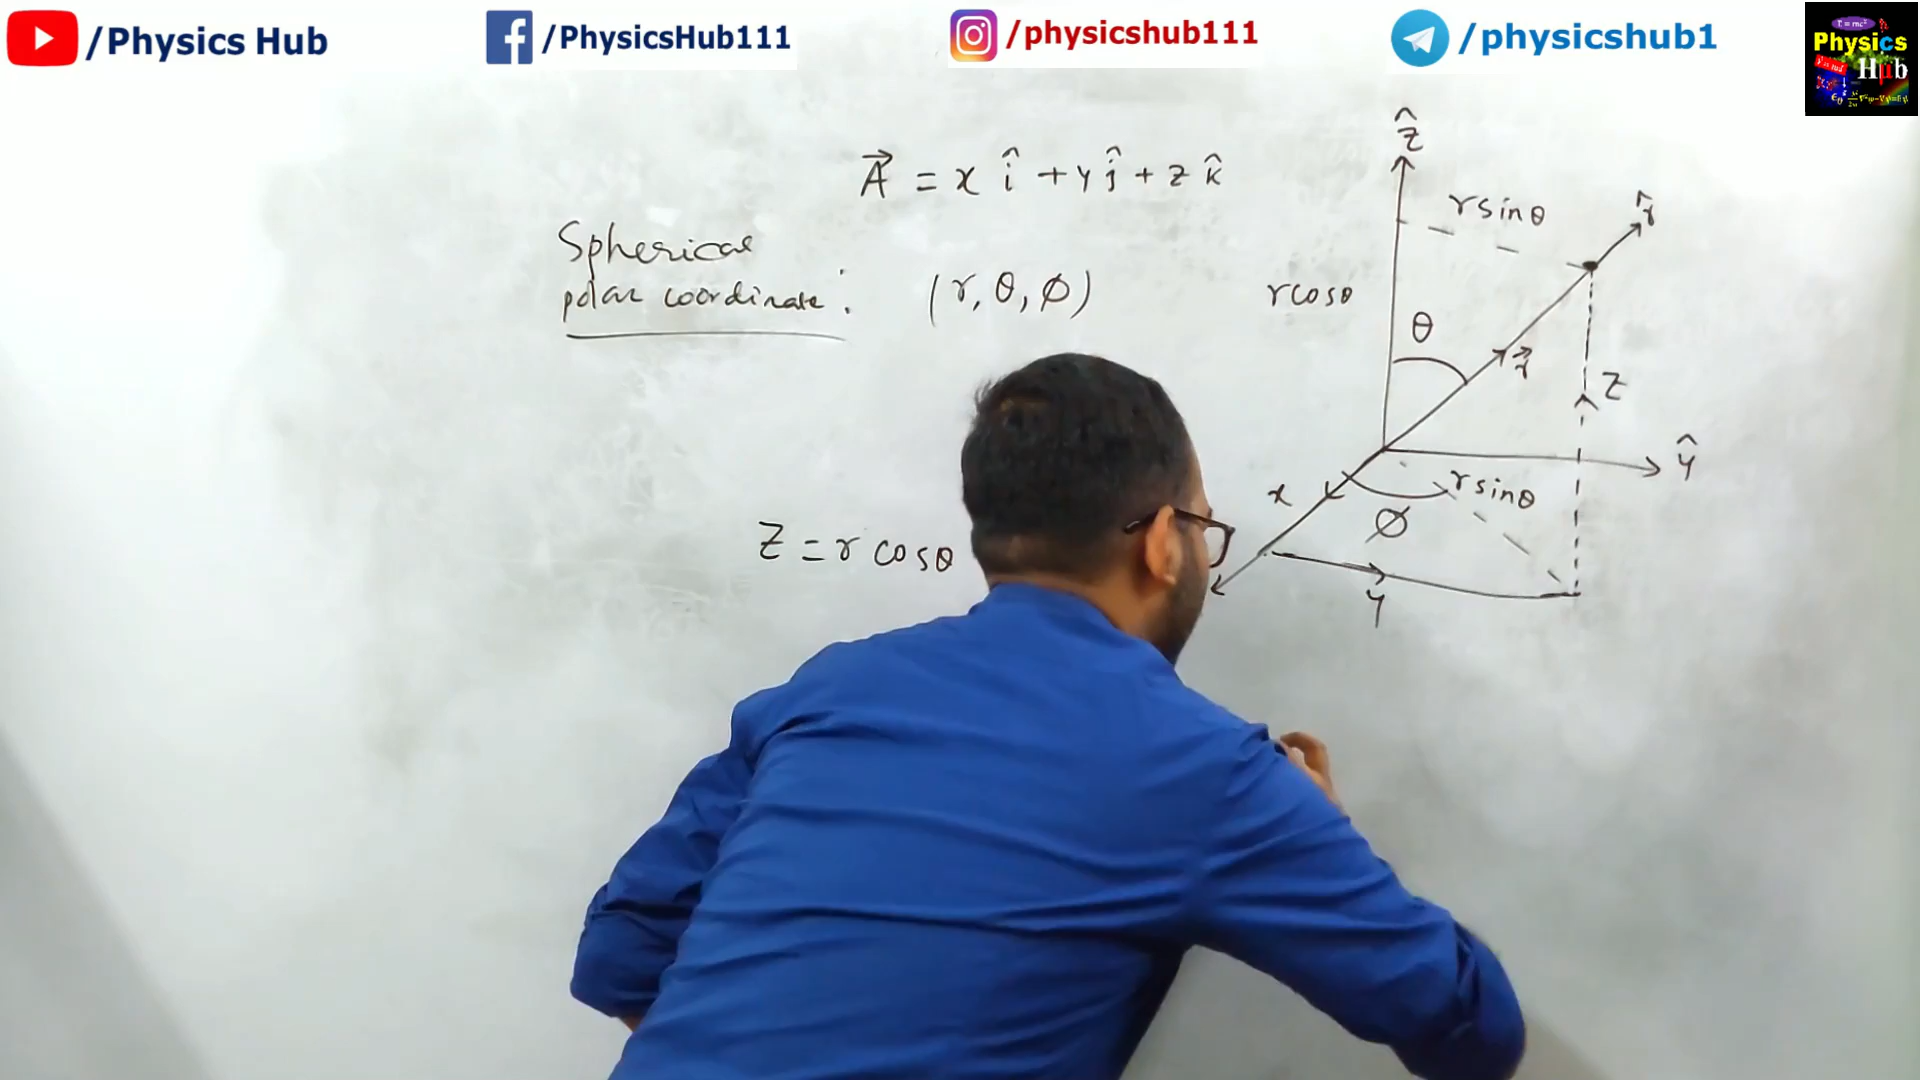 /Physics Hub
/PhysicsHub111
/physicshub111
/physicshub1
Physics
Hub
A⃗ = x î + y ĵ + z k̂
Spherical
polar coordinate :
(r, θ, φ)
z = r cosθ
ẑ
r sinθ
r̂
r cosθ
θ
r⃗
z
ŷ
x
r sinθ
φ
y